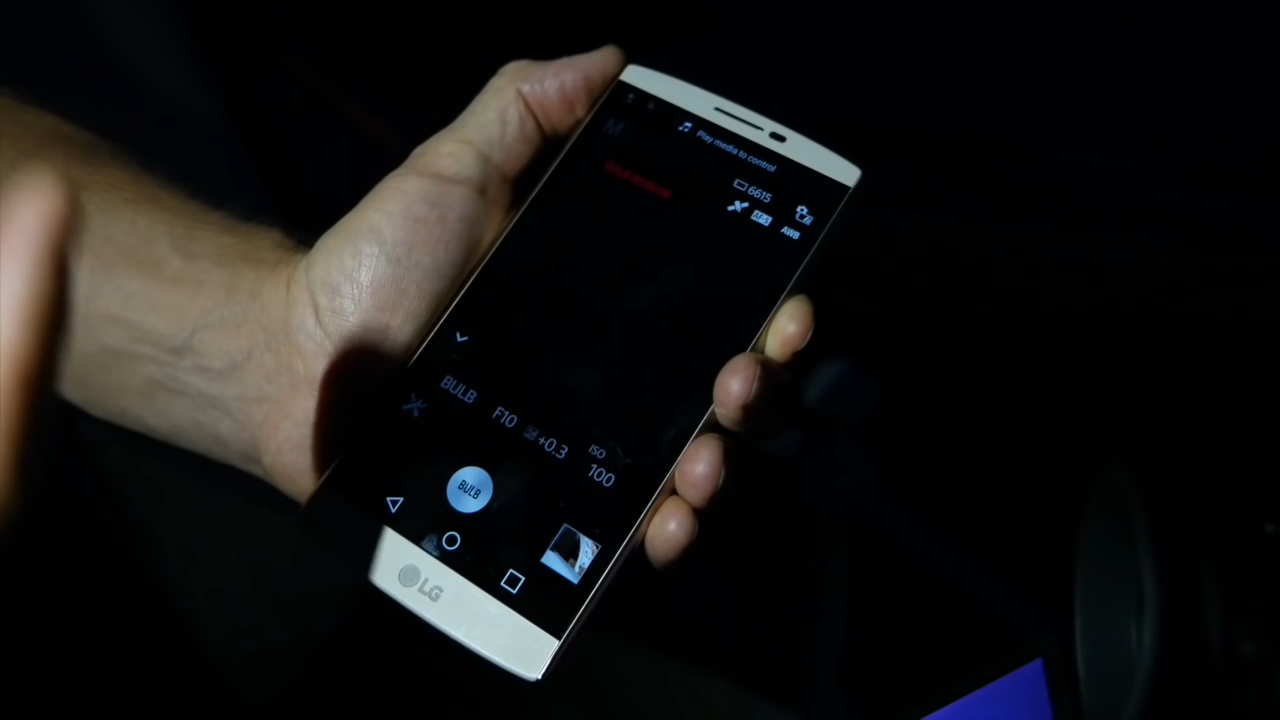 M
Play media to control
6615
AF-S
AWB
BULB
F10
+0.3
ISO
100
BULB
LG